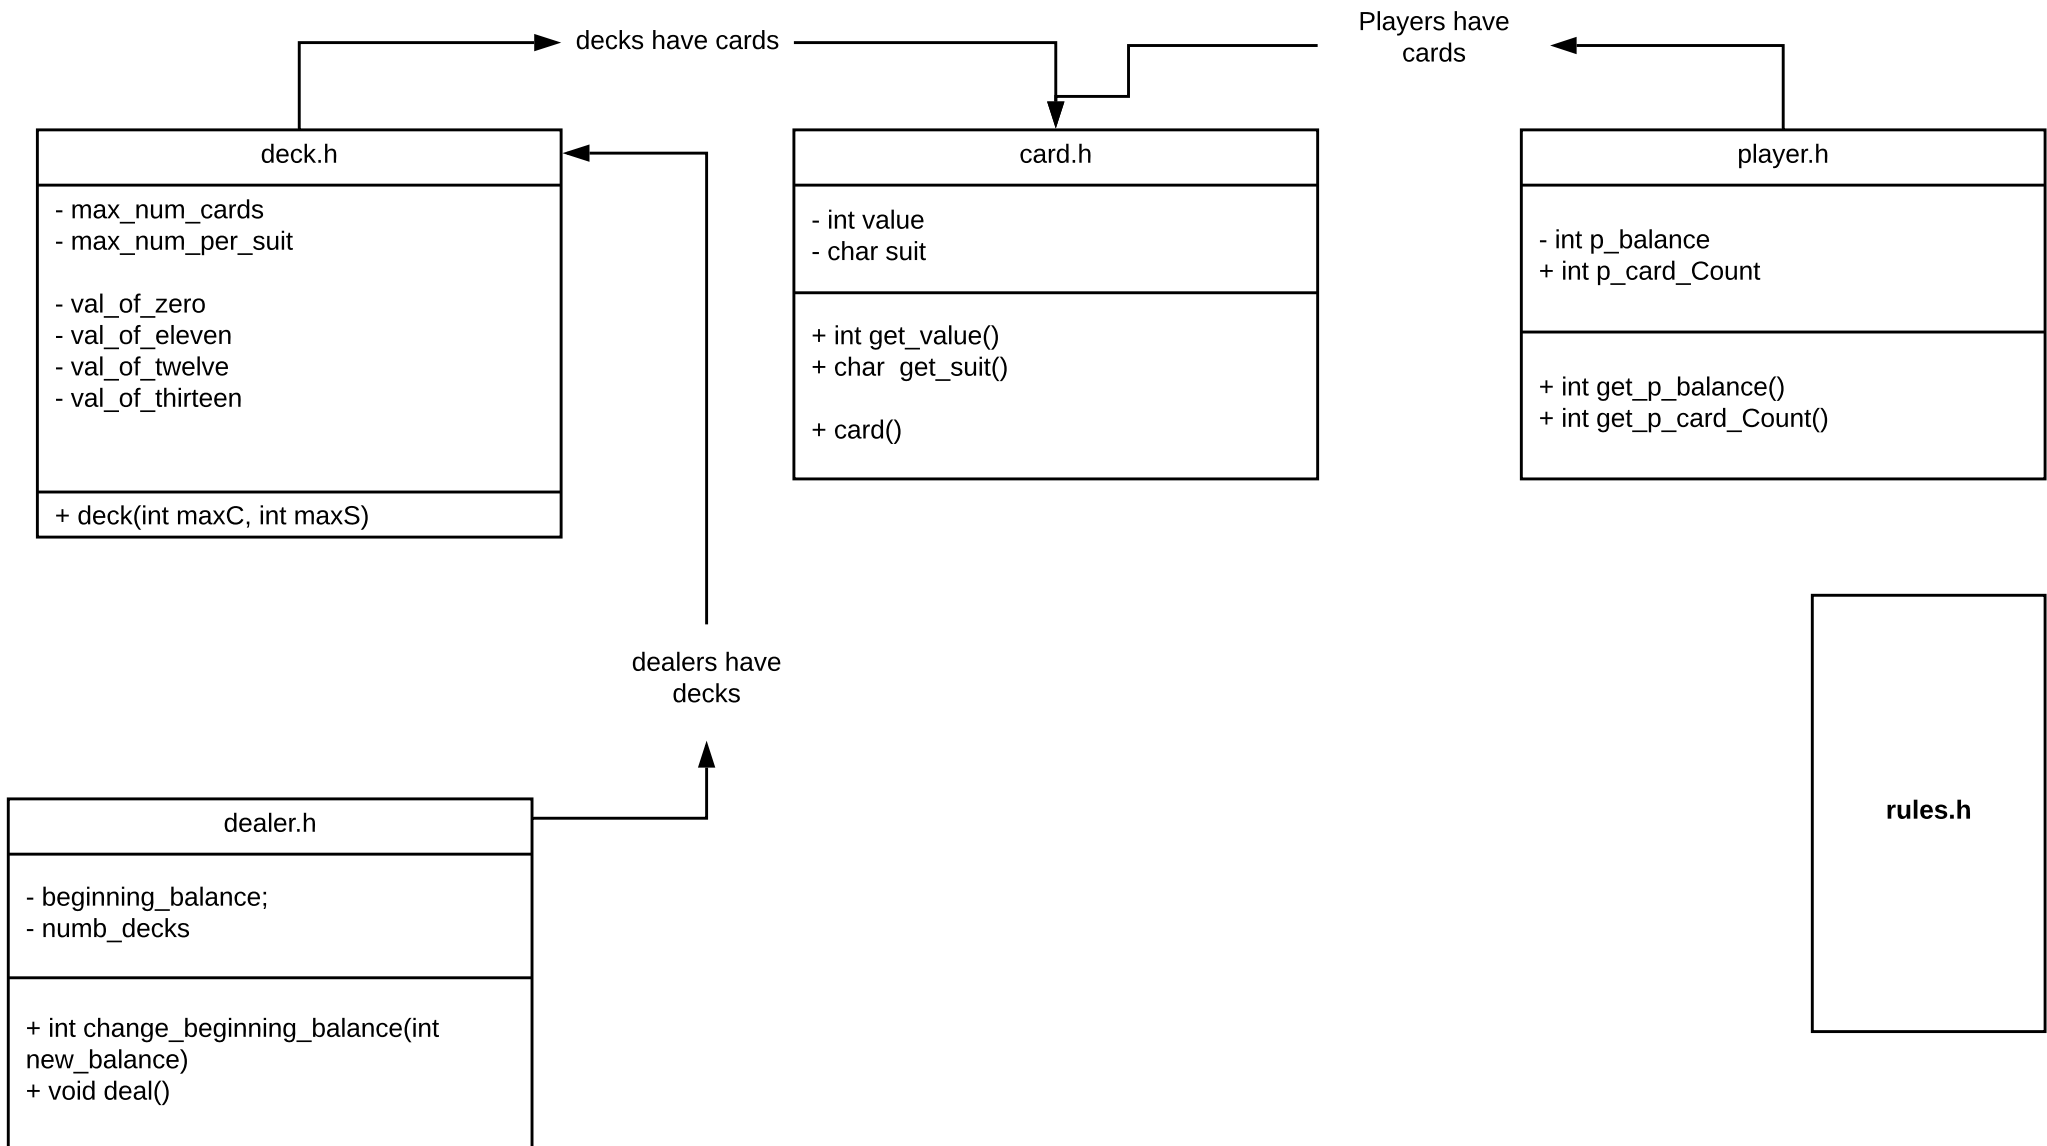 decks have cards
Players have
cards
deck.h
- max_num_cards
- max_num_per_suit
- val_of_zero
- val_of_eleven
- val_of_twelve
- val_of_thirteen
+ deck(int maxC, int maxS)
card.h
- int value
- char suit
+ int get_value()
+ char  get_suit()
+ card()
player.h
- int p_balance
+ int p_card_Count
+ int get_p_balance()
+ int get_p_card_Count()
dealers have
decks
rules.h
dealer.h
- beginning_balance;
- numb_decks
+ int change_beginning_balance(int
new_balance)
+ void deal()